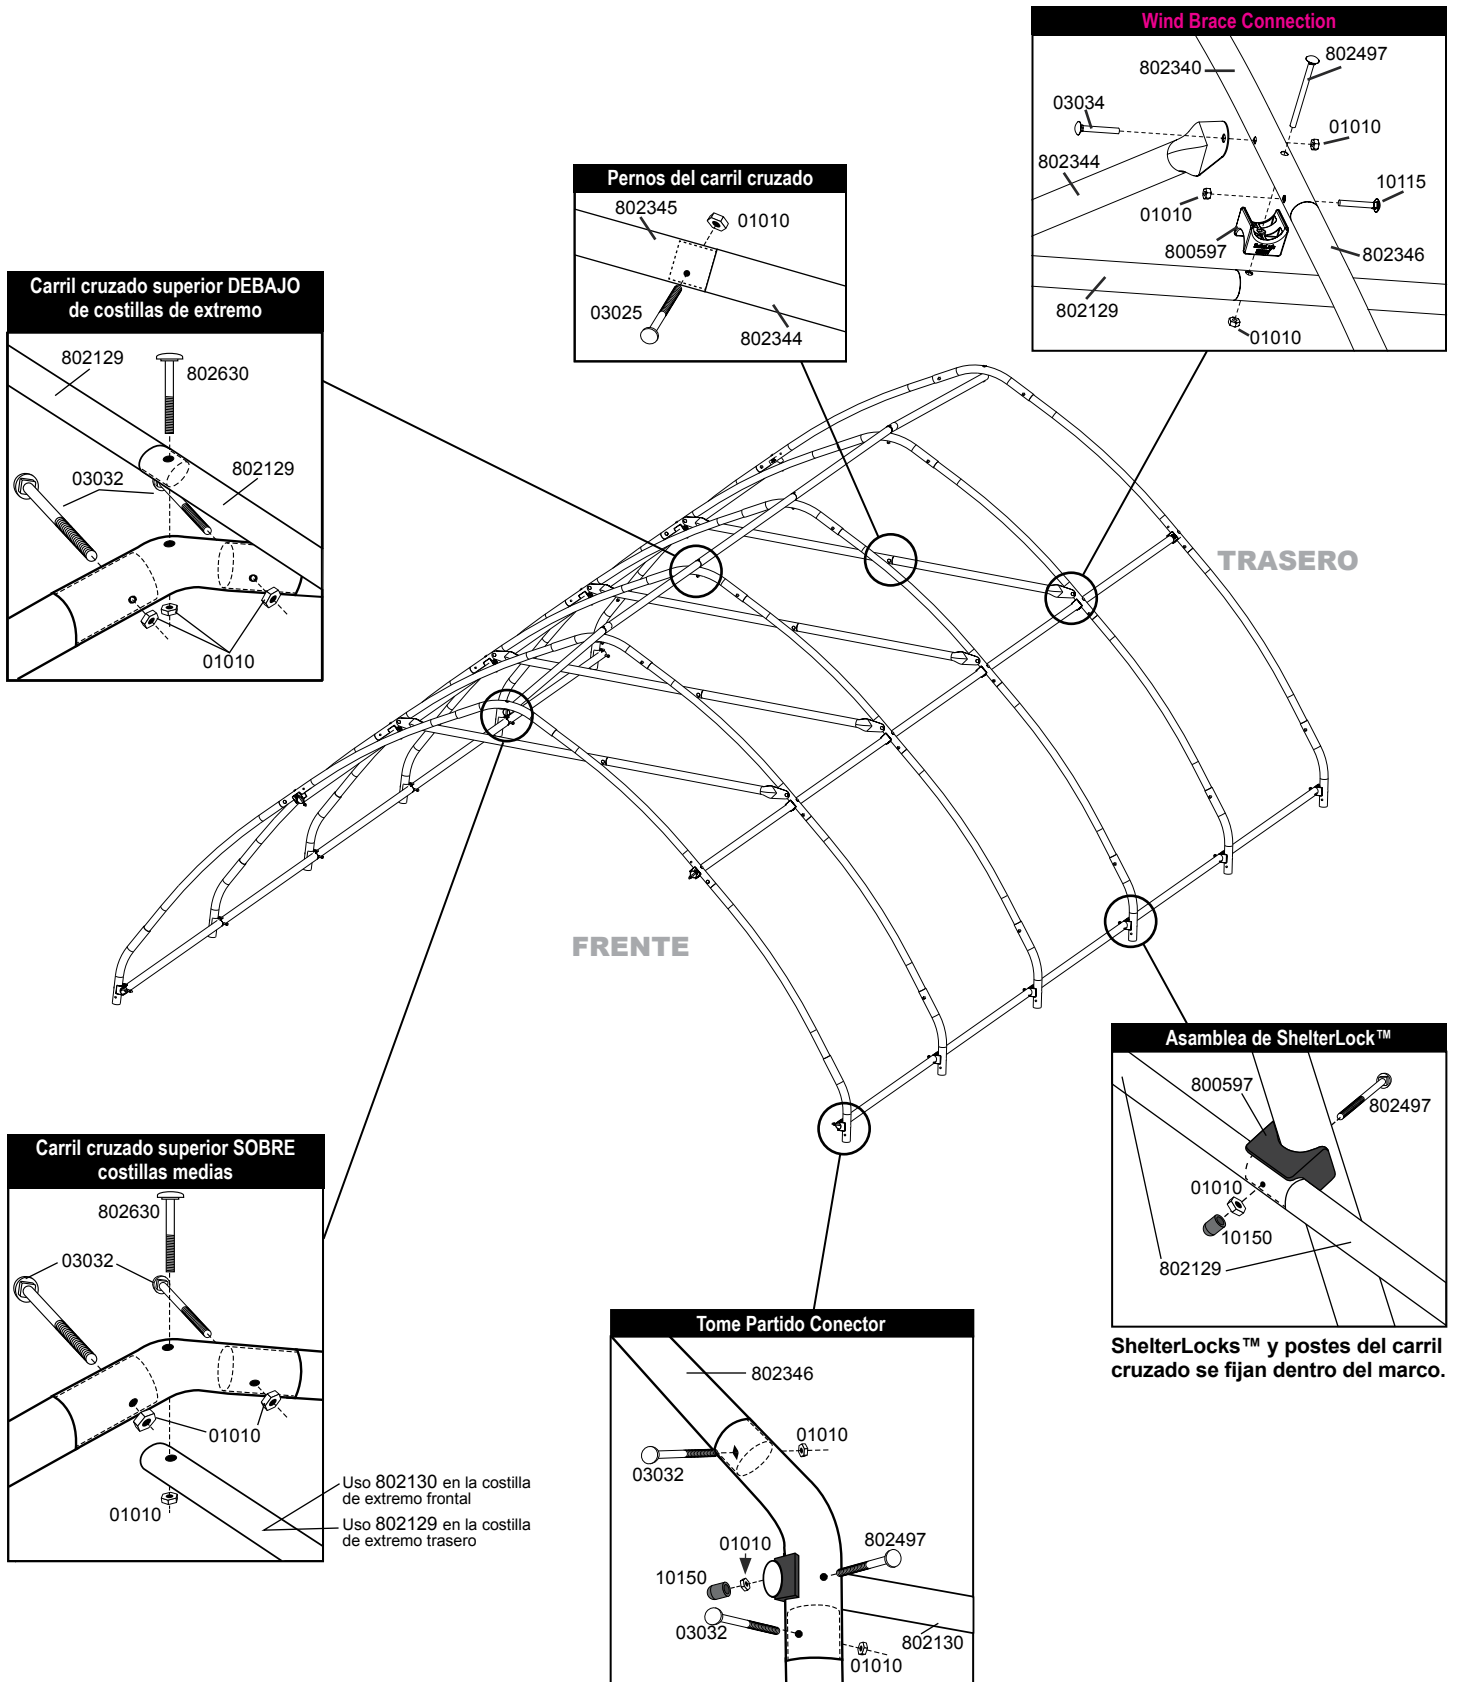 Wind Brace Connection
802340
802497
03034
01010
802344
10115
01010
800597
802346
802129
01010
Pernos del carril cruzado
802345
01010
03025
802344
Carril cruzado superior DEBAJO
de costillas de extremo
802129
802630
03032
802129
01010
TRASERO
FRENTE
Asamblea de ShelterLock™
800597
802497
01010
10150
802129
ShelterLocks™ y postes del carril
cruzado se fijan dentro del marco.
Carril cruzado superior SOBRE
costillas medias
802630
03032
01010
01010
Uso 802130 en la costilla
de extremo frontal
Uso 802129 en la costilla
de extremo trasero
Tome Partido Conector
802346
01010
03032
01010
802497
10150
03032
802130
01010